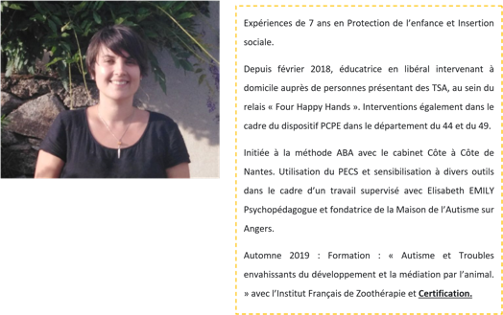 Expériences de 7 ans en Protection de l'enfance et Insertion
sociale.
Depuis février 2018, éducatrice en libéral intervenant à
domicile auprès de personnes présentant des TSA, au sein du
relais « Four Happy Hands ». Interventions également dans le
cadre du dispositif PCPE dans le département du 44 et du 49.
Initiée à la méthode ABA avec le cabinet Côte à Côte de
Nantes. Utilisation du PECS et sensibilisation à divers outils
dans le cadre d'un travail supervisé avec Elisabeth EMILY
Psychopédagogue et fondatrice de la Maison de l'Autisme sur
Angers.
Automne 2019 : Formation : « Autisme et Troubles
envahissants du développement et la médiation par l'animal.
» avec l'Institut Français de Zoothérapie et Certification.